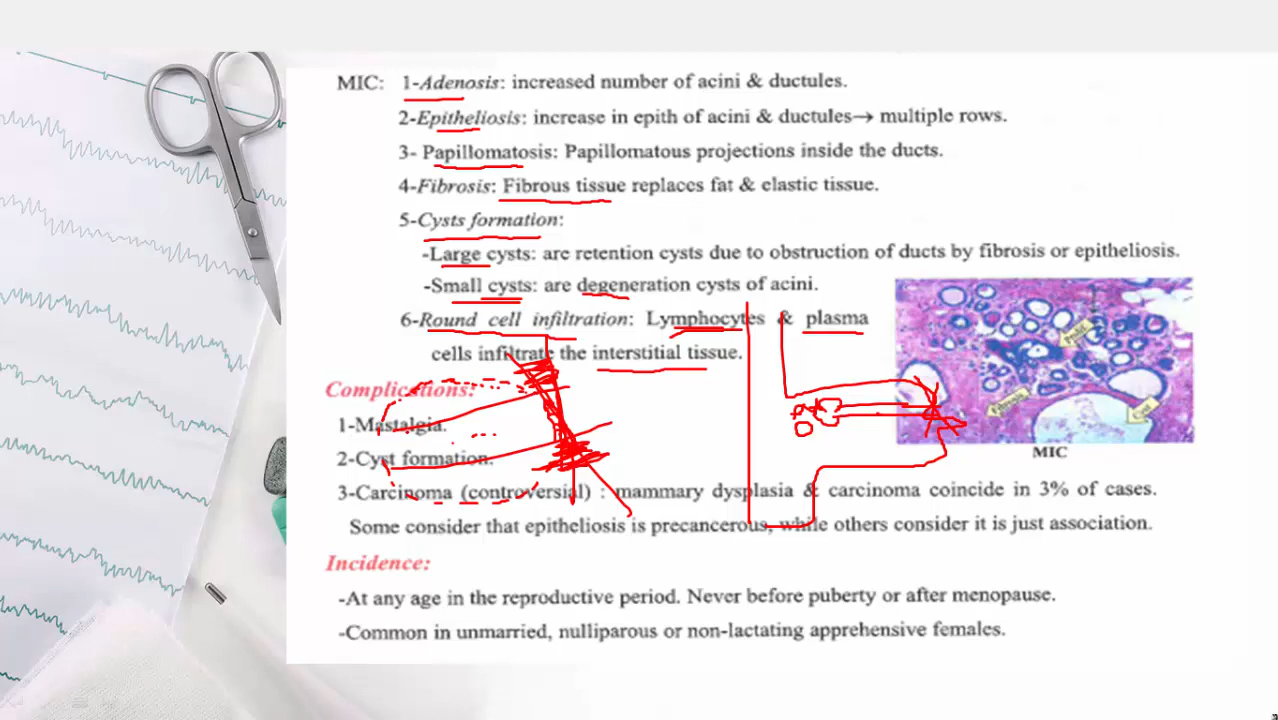 MIC: 1-Adenosis: increased number of acini & ductules.
2-Epitheliosis: increase in epith of acini & ductules→ multiple rows.
3- Papillomatosis: Papillomatous projections inside the ducts.
4-Fibrosis: Fibrous tissue replaces fat & elastic tissue.
5-Cysts formation:
-Large cysts: are retention cysts due to obstruction of ducts by fibrosis or epitheliosis.
-Small cysts: are degeneration cysts of acini.
6-Round cell infiltration: Lymphocytes & plasma
cells infiltrate the interstitial tissue.
Complications:
1-Mastalgia.
2-Cyst formation.
3-Carcinoma (controversial) : mammary dysplasia & carcinoma coincide in 3% of cases.
Some consider that epitheliosis is precancerous, while others consider it is just association.
Fibrosis
Cyst
MIC
Incidence:
-At any age in the reproductive period. Never before puberty or after menopause.
-Common in unmarried, nulliparous or non-lactating apprehensive females.